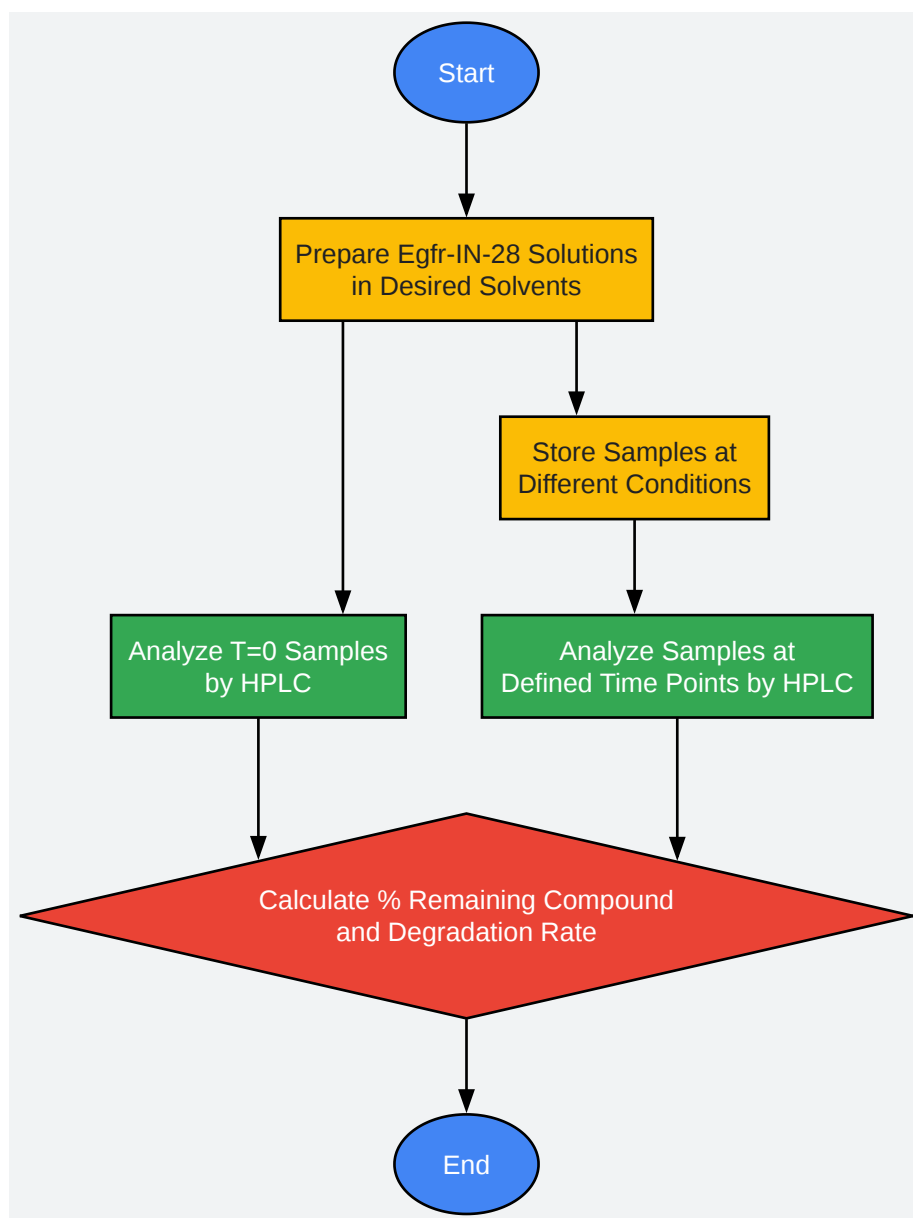 Start
Prepare Egfr-IN-28 Solutions
in Desired Solvents
Store Samples at
Different Conditions
Analyze T=0 Samples
by HPLC
Analyze Samples at
Defined Time Points by HPLC
Calculate % Remaining Compound
and Degradation Rate
End